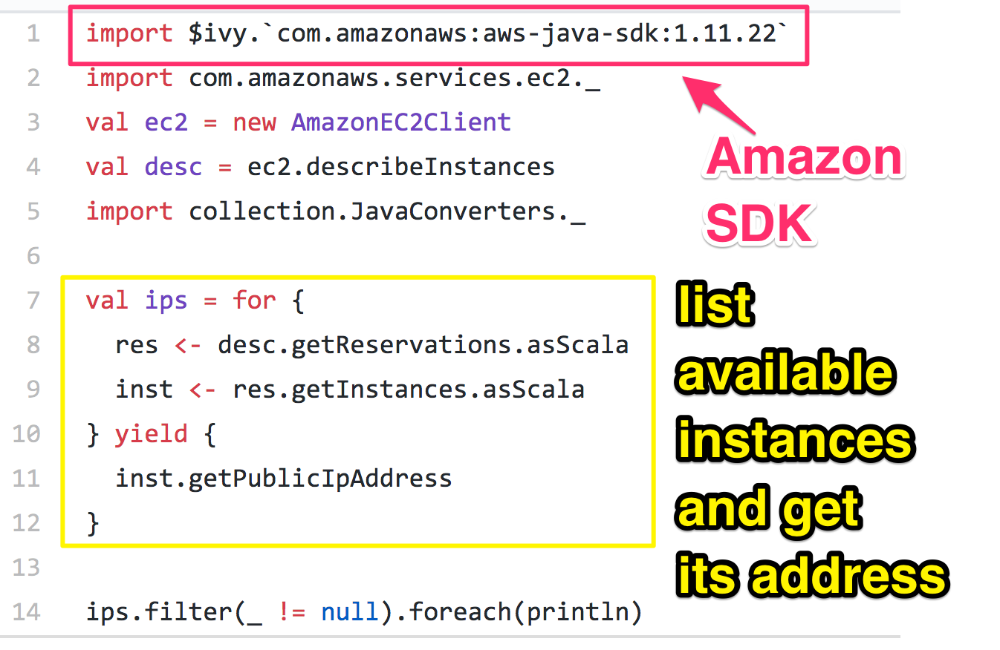 1 import $ivy.`com.amazonaws:aws-java-sdk:1.11.22`
2 import com.amazonaws.services.ec2._
3 val ec2 = new AmazonEC2Client
4 val desc = ec2.describeInstances
5 import collection.JavaConverters._
6
7 val ips = for {
8   res <- desc.getReservations.asScala
9   inst <- res.getInstances.asScala
10 } yield {
11   inst.getPublicIpAddress
12 }
13
14 ips.filter(_ != null).foreach(println)
Amazon
SDK
list
available
instances
and get
its address